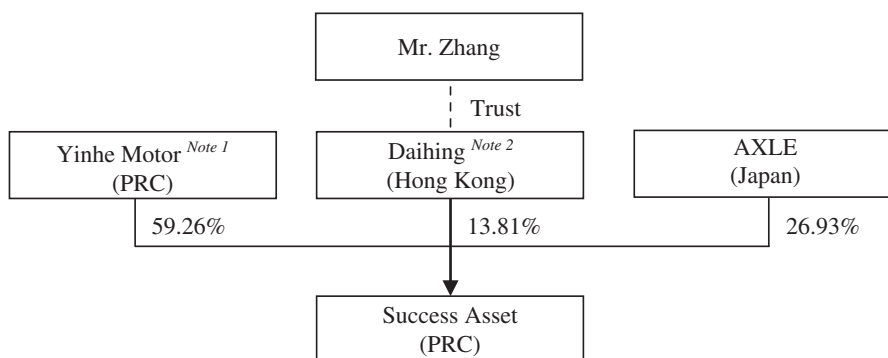 Mr. Zhang
Trust
Yinhe Motor Note 1
(PRC)
Daihing Note 2
(Hong Kong)
AXLE
(Japan)
59.26%
13.81%
26.93%
Success Asset
(PRC)